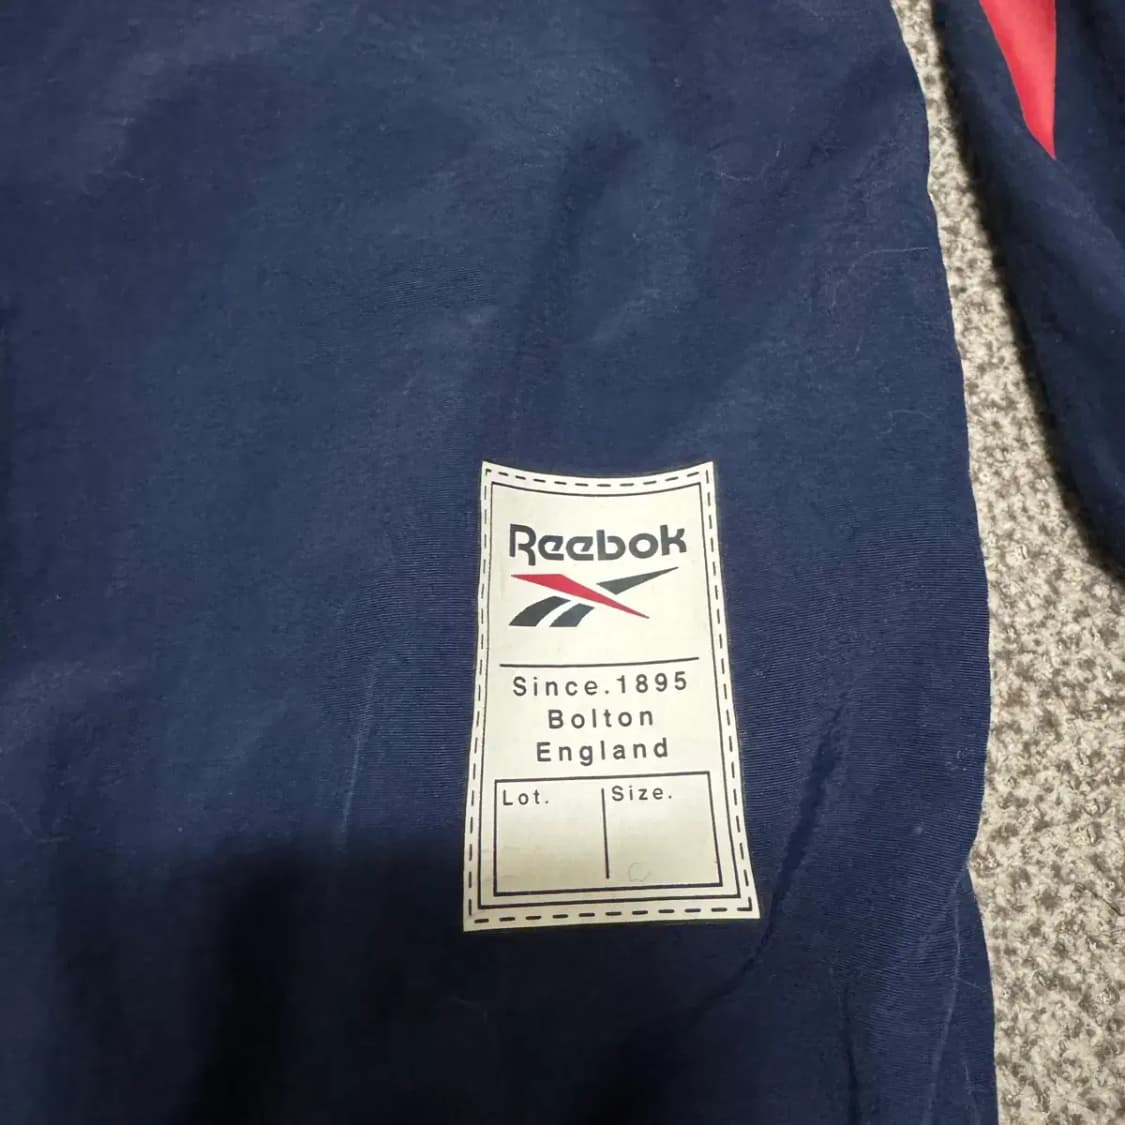 Reebok
Since.1895
Bolton
England
Lot. Size.